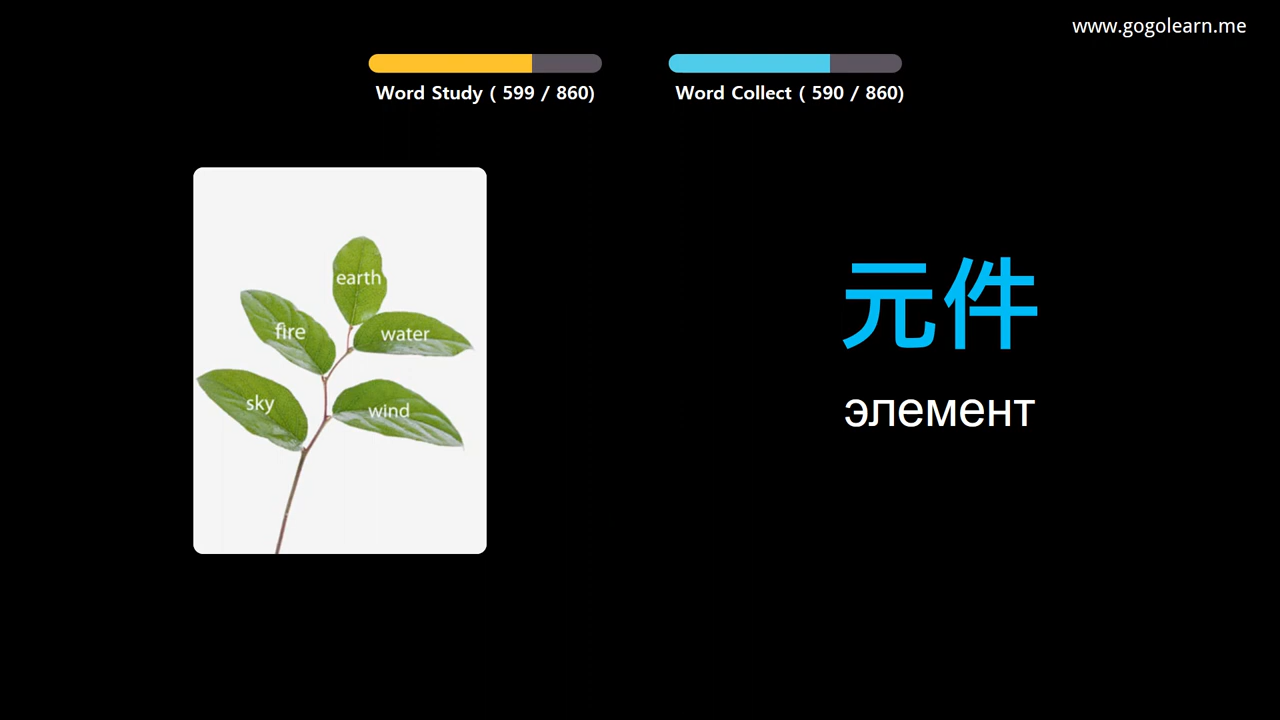 www.gogolearn.me
Word Study ( 599 / 860)
Word Collect ( 590 / 860)
earth
fire
water
sky
wind
元件
элемент